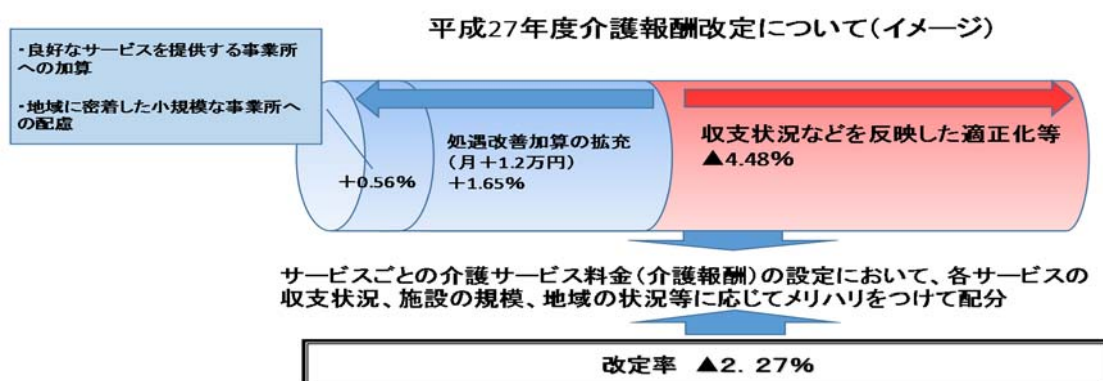 平成27年度介護報酬改定について(イメージ)
・良好なサービスを提供する事業所
への加算
・地域に密着した小規模な事業所へ
の配慮
+0.56%
処遇改善加算の拡充
(月+1.2万円)
+1.65%
収支状況などを反映した適正化等
▲4.48%
サービスごとの介護サービス料金(介護報酬)の設定において、各サービスの
収支状況、施設の規模、地域の状況等に応じてメリハリをつけて配分
改定率 ▲2.27%